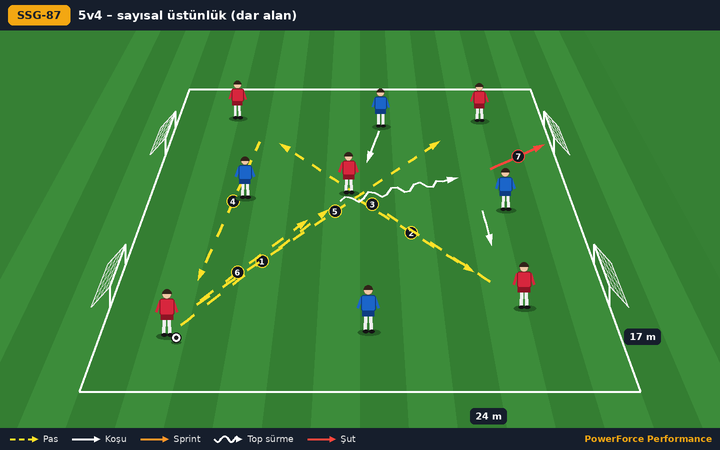 SSG-87 5v4 – sayısal üstünlük (dar alan)
7
4
5
3
2
1
6
17 m
24 m
Pas Koşu Sprint Top sürme Şut PowerForce Performance